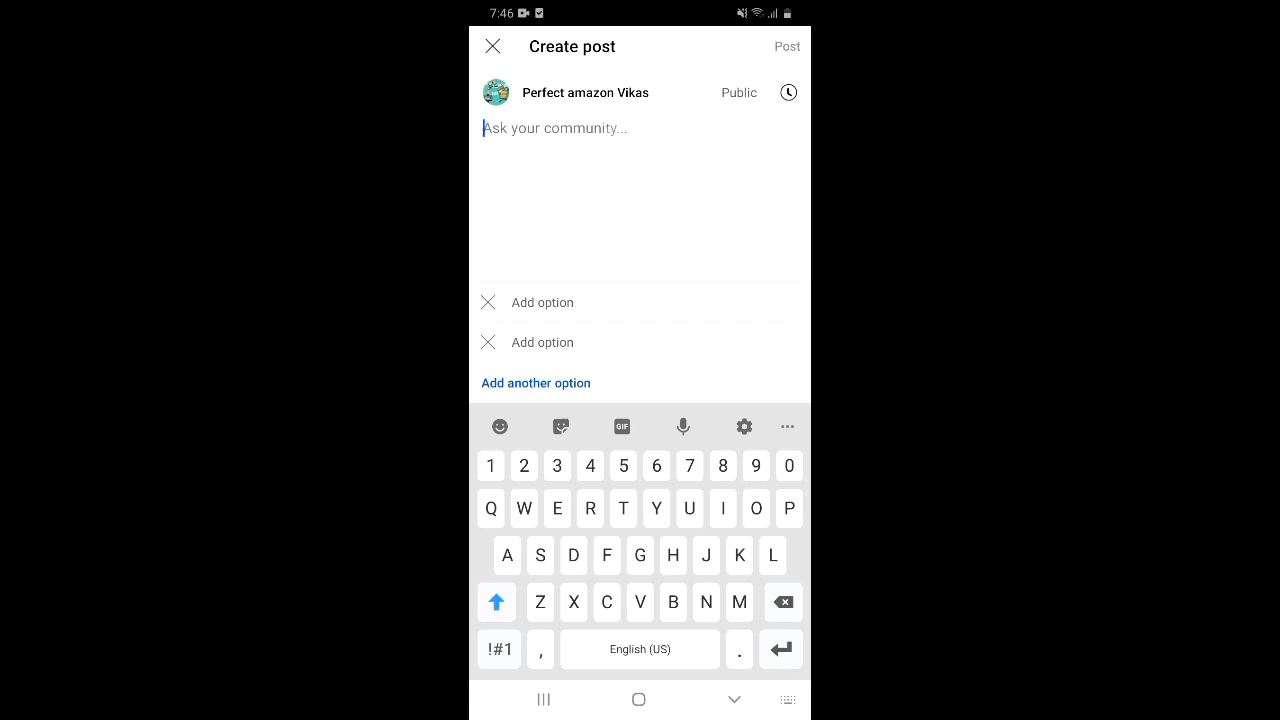 7:46
Create post
Post
Perfect amazon Vikas
Public
Ask your community...
Add option
Add option
Add another option
GIF
1 2 3 4 5 6 7 8 9 0
Q W E R T Y U I O P
A S D F G H J K L
Z X C V B N M
!#1 , English (US) .